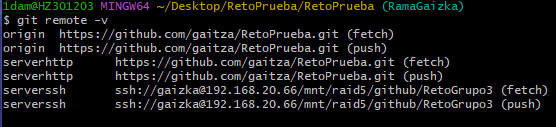 1dam@HZ301203 MINGW64 ~/Desktop/RetoPrueba/RetoPrueba (RamaGaizka)
$ git remote -v
origin  https://github.com/gaitza/RetoPrueba.git (fetch)
origin  https://github.com/gaitza/RetoPrueba.git (push)
serverhttp      https://github.com/gaitza/RetoPrueba.git (fetch)
serverhttp      https://github.com/gaitza/RetoPrueba.git (push)
serverssh       ssh://gaizka@192.168.20.66/mnt/raid5/github/RetoGrupo3 (fetch)
serverssh       ssh://gaizka@192.168.20.66/mnt/raid5/github/RetoGrupo3 (push)